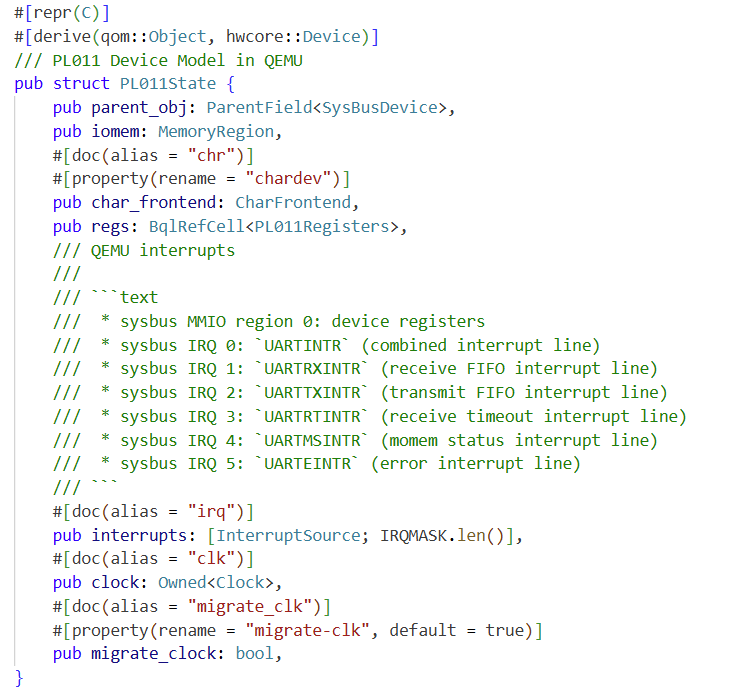 #[repr(C)]
#[derive(qom::Object, hwcore::Device)]
/// PL011 Device Model in QEMU
pub struct PL011State {
    pub parent_obj: ParentField<SysBusDevice>,
    pub iomem: MemoryRegion,
    #[doc(alias = "chr")]
    #[property(rename = "chardev")]
    pub char_frontend: CharFrontend,
    pub regs: BqlRefCell<PL011Registers>,
    /// QEMU interrupts
    ///
    /// ```text
    ///  * sysbus MMIO region 0: device registers
    ///  * sysbus IRQ 0: `UARTINTR` (combined interrupt line)
    ///  * sysbus IRQ 1: `UARTRXINTR` (receive FIFO interrupt line)
    ///  * sysbus IRQ 2: `UARTTXINTR` (transmit FIFO interrupt line)
    ///  * sysbus IRQ 3: `UARTRTINTR` (receive timeout interrupt line)
    ///  * sysbus IRQ 4: `UARTMSINTR` (momem status interrupt line)
    ///  * sysbus IRQ 5: `UARTEINTR` (error interrupt line)
    /// ```
    #[doc(alias = "irq")]
    pub interrupts: [InterruptSource; IRQMASK.len()],
    #[doc(alias = "clk")]
    pub clock: Owned<Clock>,
    #[doc(alias = "migrate_clk")]
    #[property(rename = "migrate-clk", default = true)]
    pub migrate_clock: bool,
}